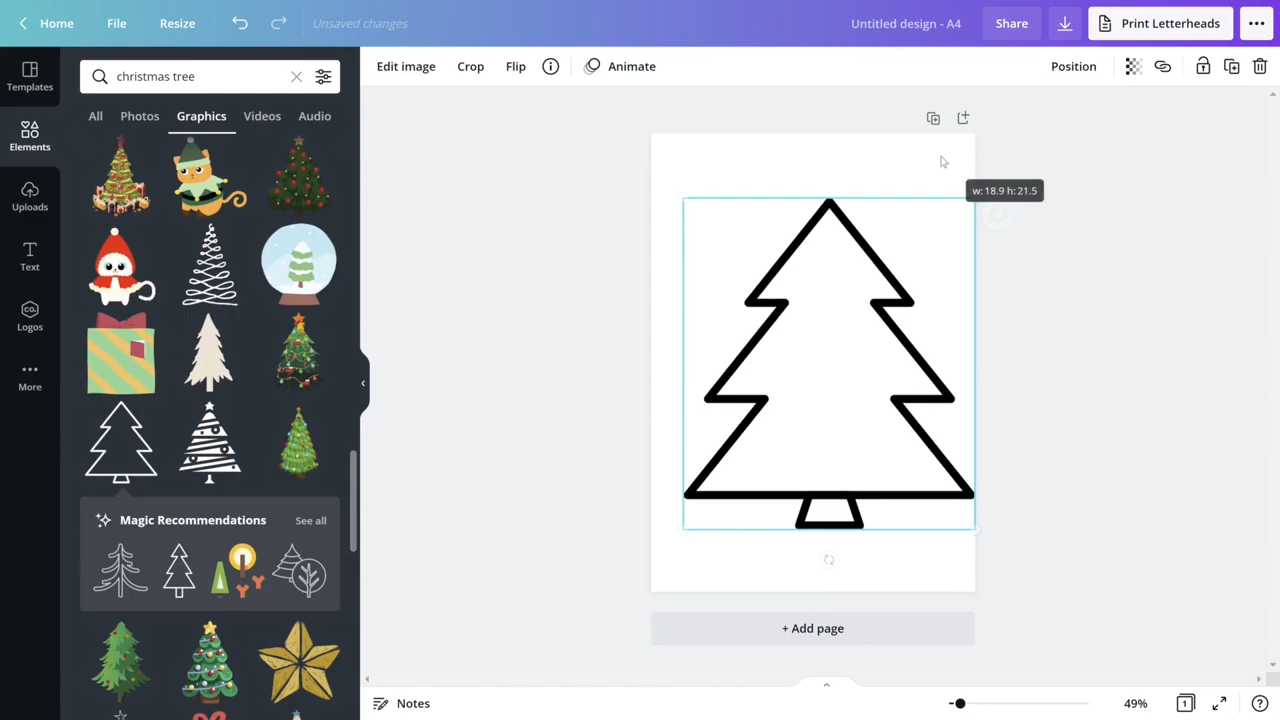 Home File Resize Unsaved changes Untitled design - A4 Share Print Letterheads
Templates
Elements
Uploads
Text
CO.
Logos
More
christmas tree
All Photos Graphics Videos Audio
Magic Recommendations See all
Edit image Crop Flip Animate Position
w: 18.9 h: 21.5
+ Add page
Notes 49% 1